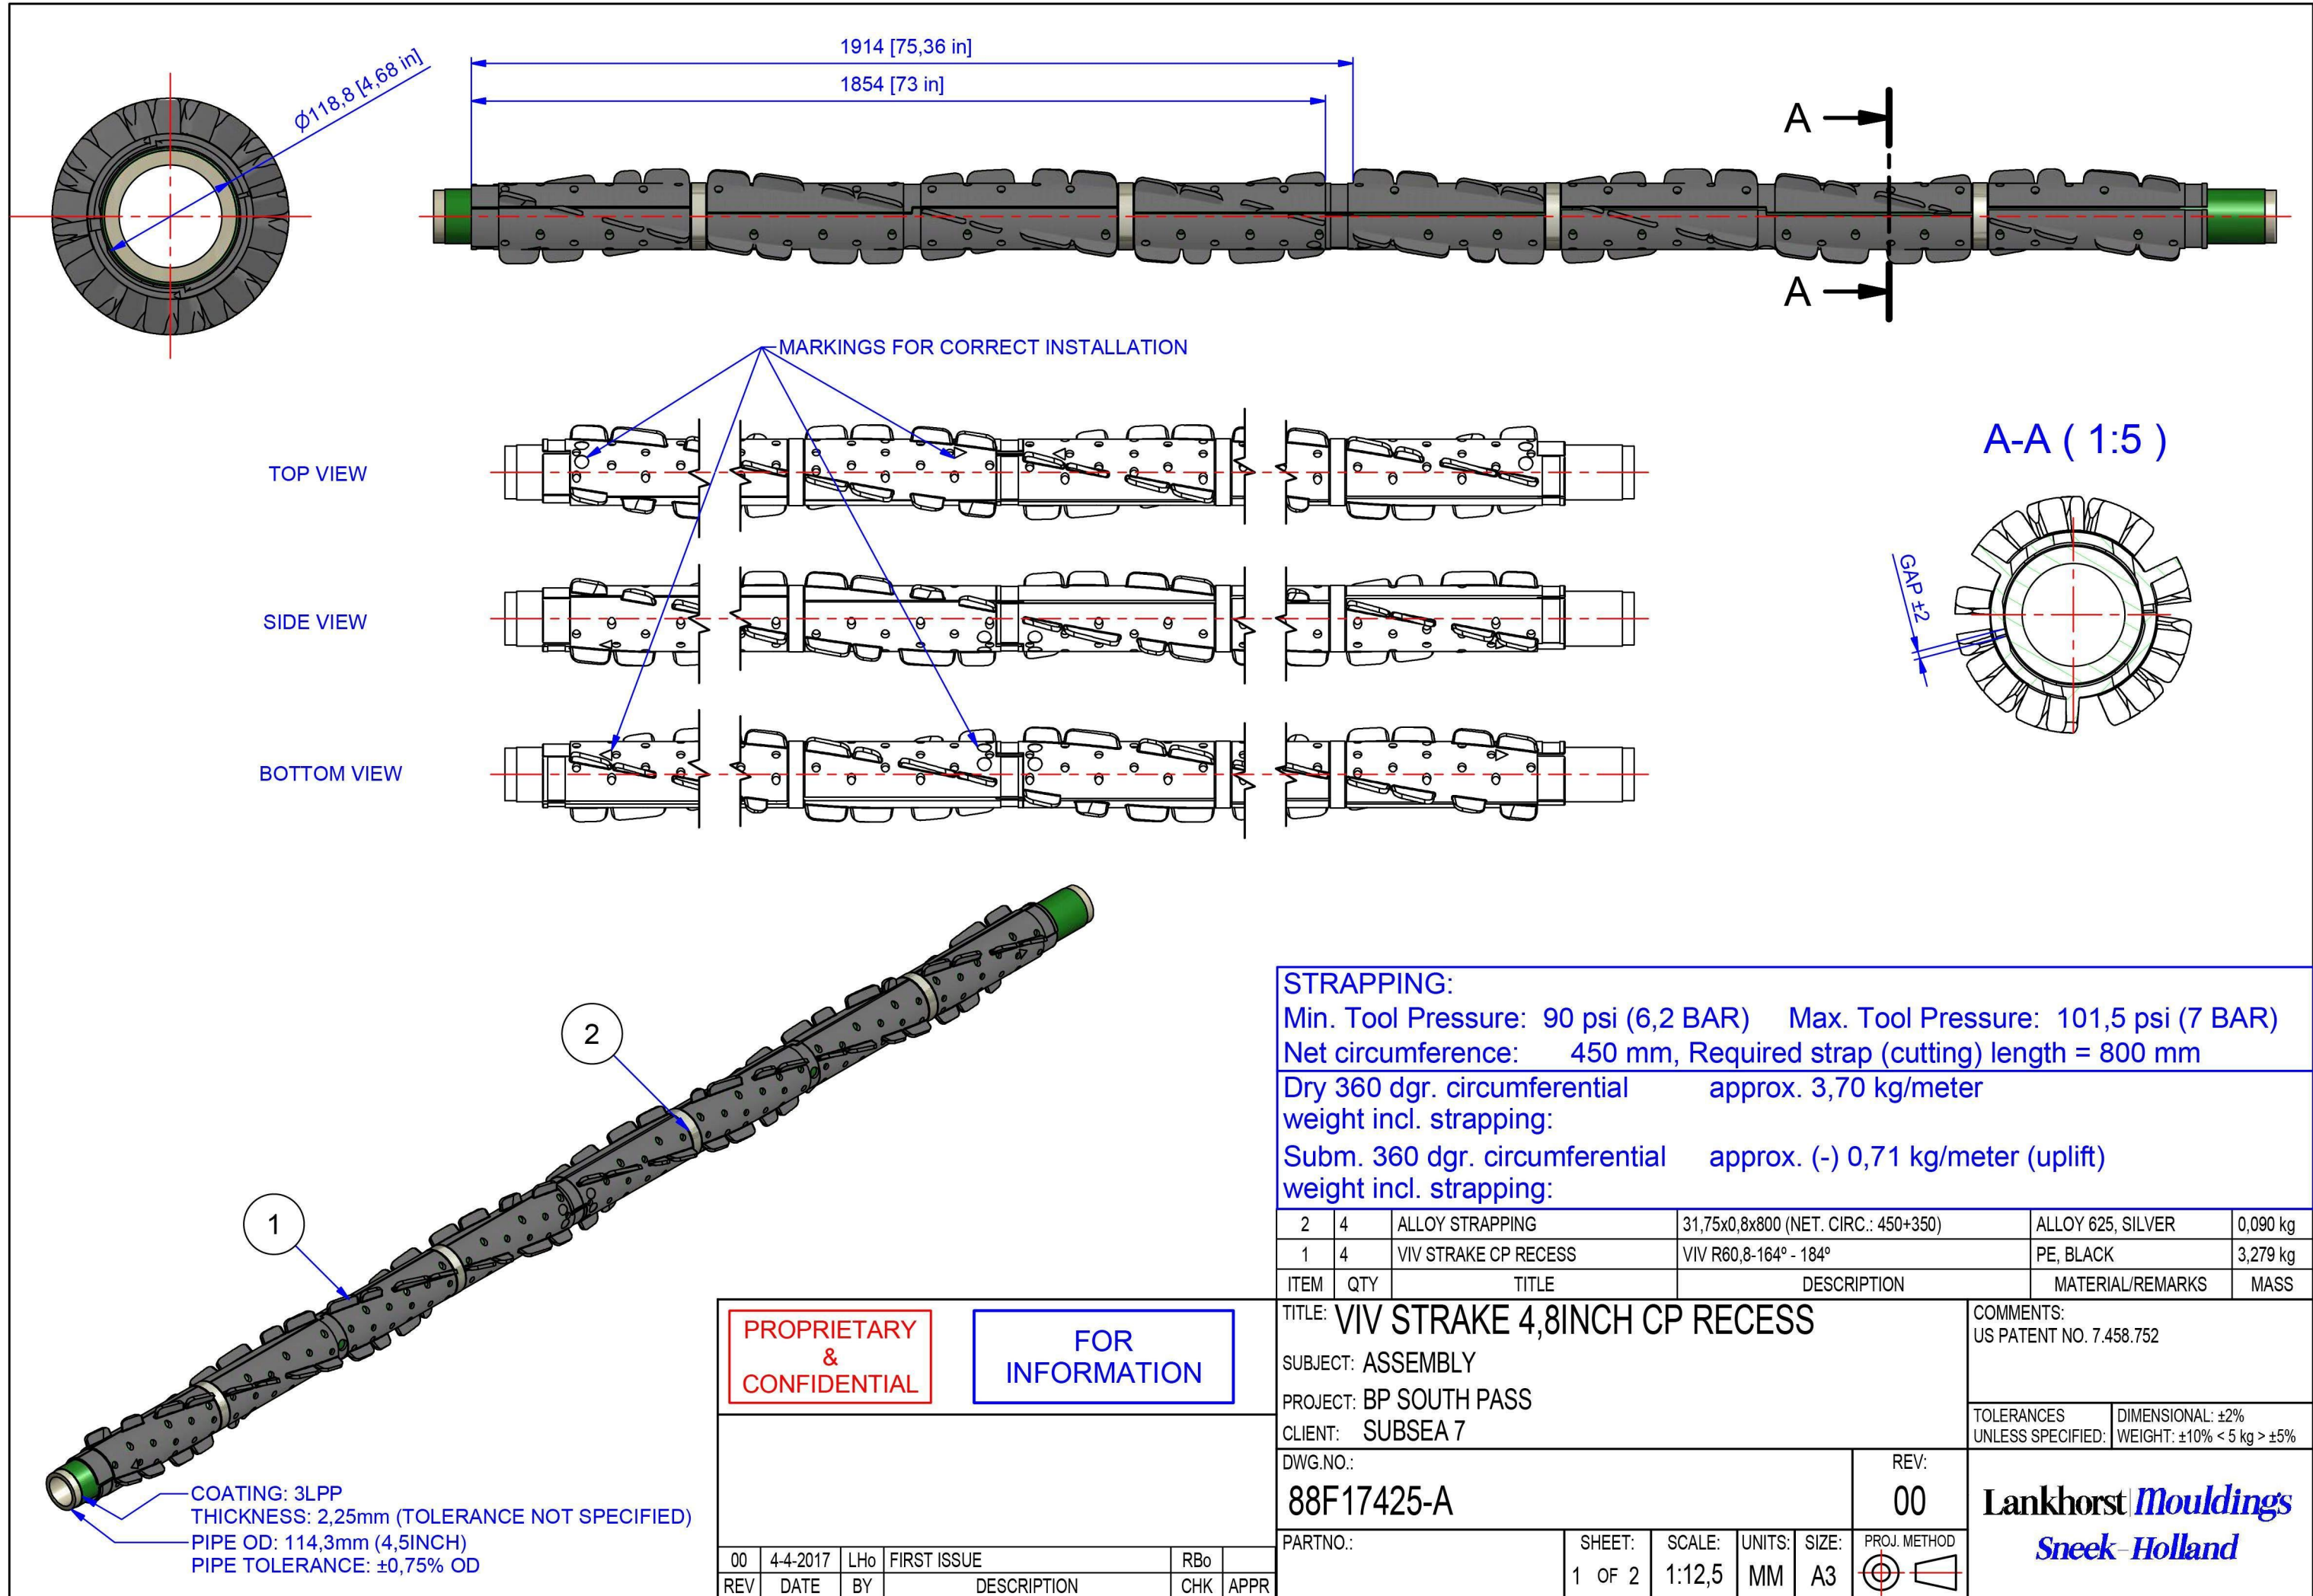 Ø118,8 [4,68 in]
1914 [75,36 in]
1854 [73 in]
A
A
MARKINGS FOR CORRECT INSTALLATION
TOP VIEW
SIDE VIEW
BOTTOM VIEW
A-A ( 1:5 )
GAP ±2
1
2
COATING: 3LPP
THICKNESS: 2,25mm (TOLERANCE NOT SPECIFIED)
PIPE OD: 114,3mm (4,5INCH)
PIPE TOLERANCE: ±0,75% OD
STRAPPING:
Min. Tool Pressure: 90 psi (6,2 BAR) Max. Tool Pressure: 101,5 psi (7 BAR)
Net circumference: 450 mm, Required strap (cutting) length = 800 mm
Dry 360 dgr. circumferential approx. 3,70 kg/meter
weight incl. strapping:
Subm. 360 dgr. circumferential approx. (-) 0,71 kg/meter (uplift)
weight incl. strapping:
2 4 ALLOY STRAPPING 31,75x0,8x800 (NET. CIRC.: 450+350) ALLOY 625, SILVER 0,090 kg
1 4 VIV STRAKE CP RECESS VIV R60,8-164º - 184º PE, BLACK 3,279 kg
ITEM QTY TITLE DESCRIPTION MATERIAL/REMARKS MASS
PROPRIETARY
&
CONFIDENTIAL
FOR
INFORMATION
TITLE: VIV STRAKE 4,8INCH CP RECESS
SUBJECT: ASSEMBLY
PROJECT: BP SOUTH PASS
CLIENT: SUBSEA 7
COMMENTS:
US PATENT NO. 7.458.752
TOLERANCES
UNLESS SPECIFIED:
DIMENSIONAL: ±2%
WEIGHT: ±10% < 5 kg > ±5%
DWG.NO.:
88F17425-A
REV:
00
PARTNO.:
SHEET:
1 OF 2
SCALE:
1:12,5
UNITS:
MM
SIZE:
A3
PROJ. METHOD
Lankhorst Mouldings
Sneek-Holland
00 4-4-2017 LHo FIRST ISSUE RBo
REV DATE BY DESCRIPTION CHK APPR